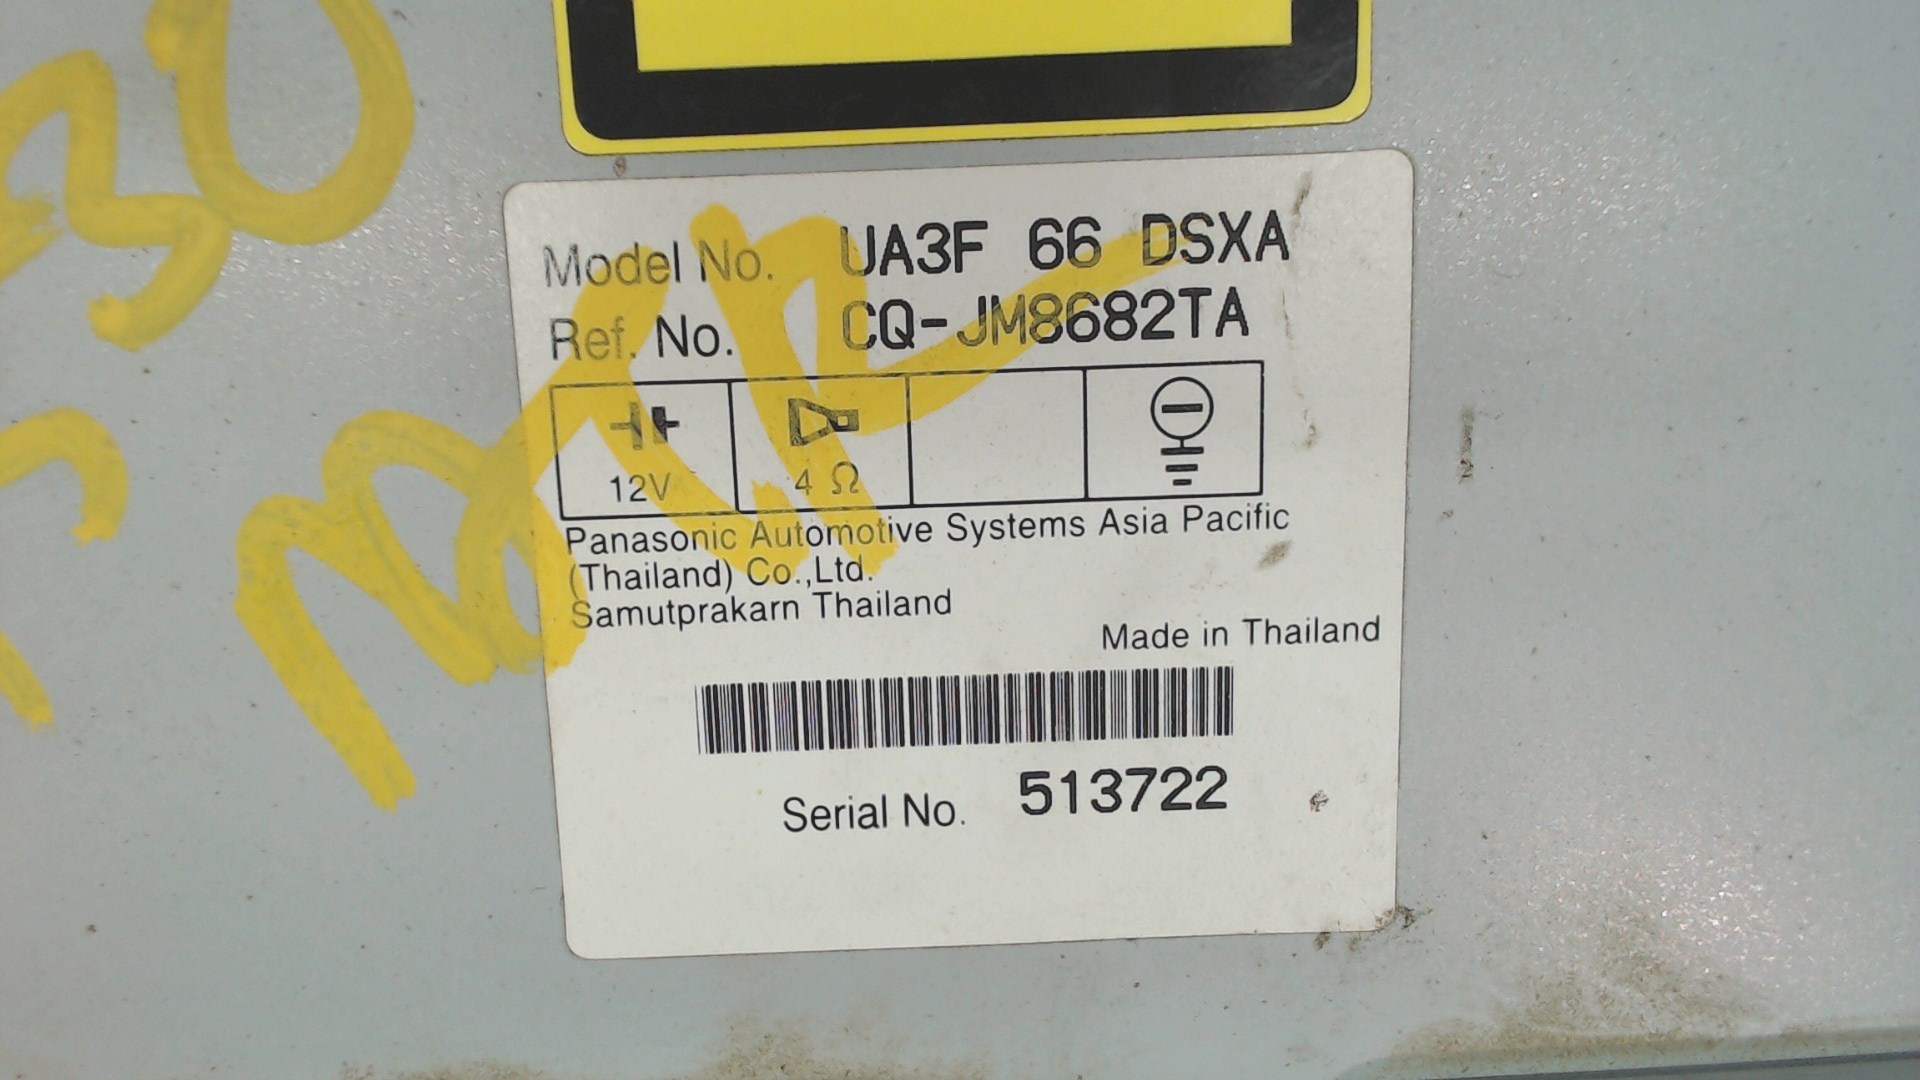 30
Model No. UA3F 66 DSXA
Ref. No. CQ-JM8682TA
12V 4 Ω
Panasonic Automotive Systems Asia Pacific
(Thailand) Co.,Ltd.
Samutprakarn Thailand
Made in Thailand
Serial No. 513722